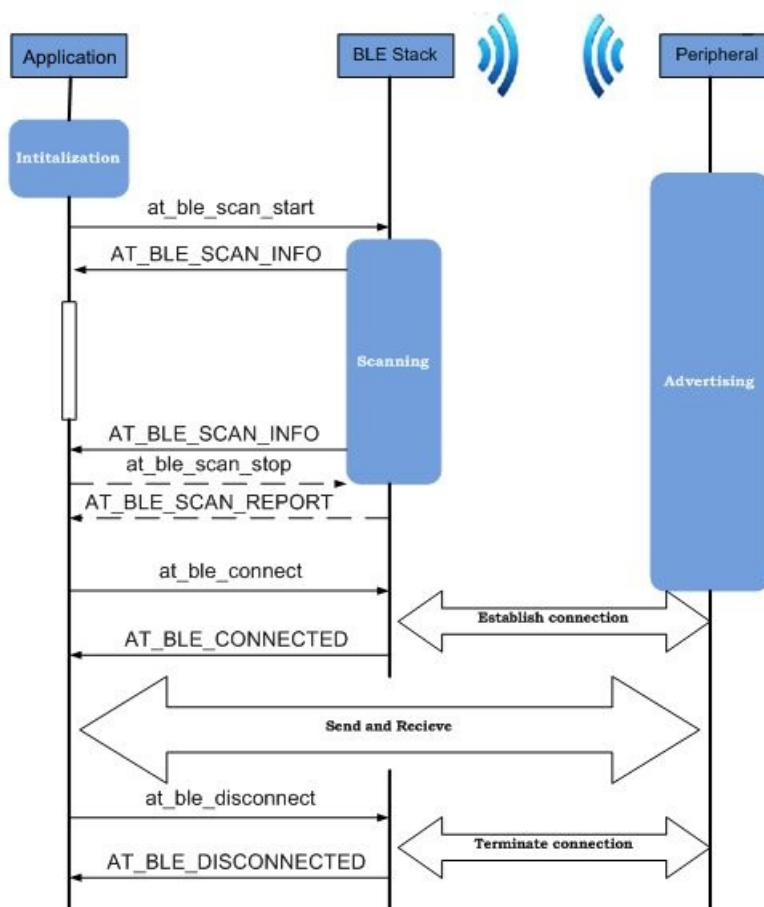 Application
BLE Stack
Peripheral
Intitalization
at_ble_scan_start
AT_BLE_SCAN_INFO
Scanning
Advertising
AT_BLE_SCAN_INFO
at_ble_scan_stop
AT_BLE_SCAN_REPORT
at_ble_connect
Establish connection
AT_BLE_CONNECTED
Send and Recieve
at_ble_disconnect
Terminate connection
AT_BLE_DISCONNECTED